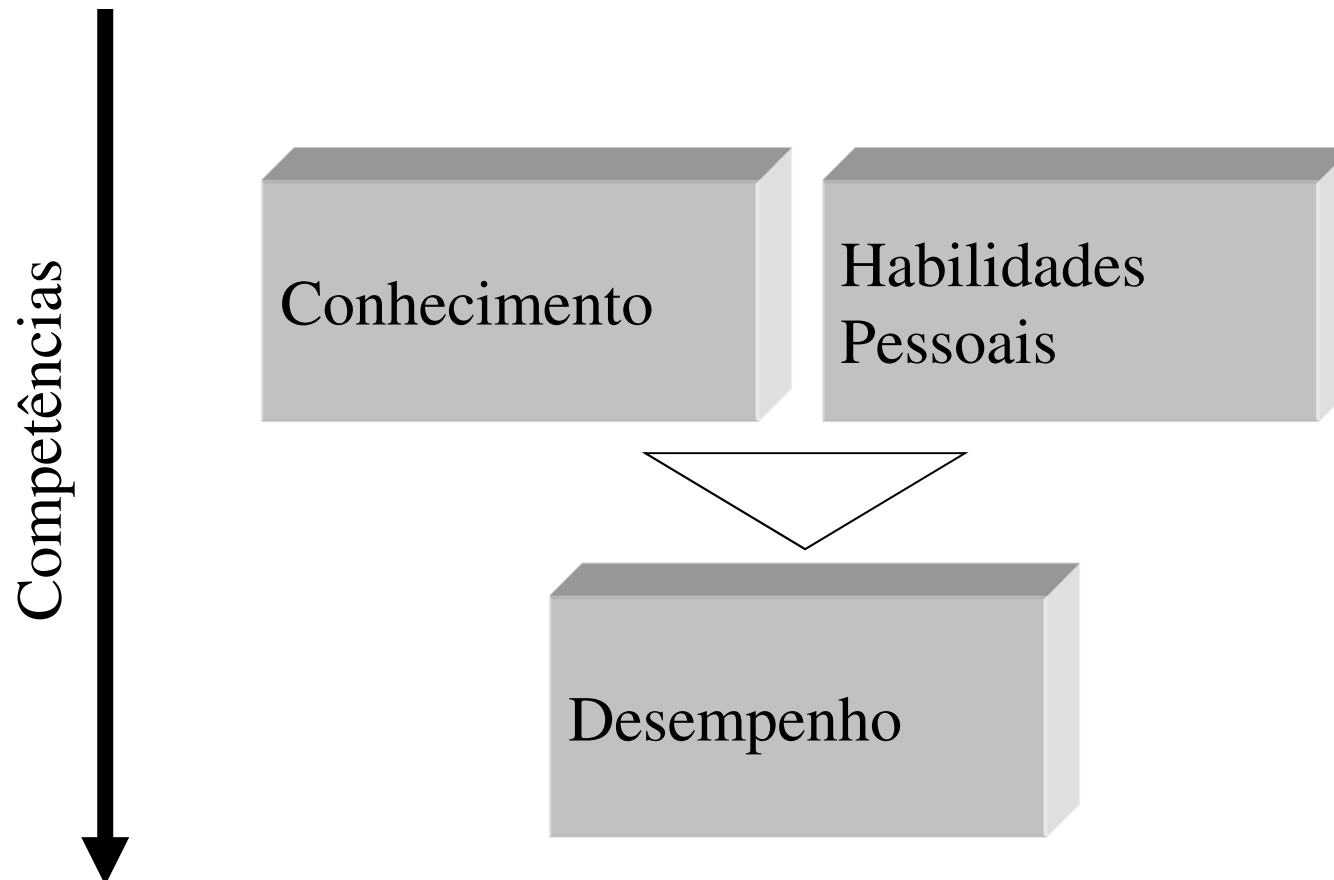 Competências
Conhecimento
Habilidades
Pessoais
Desempenho